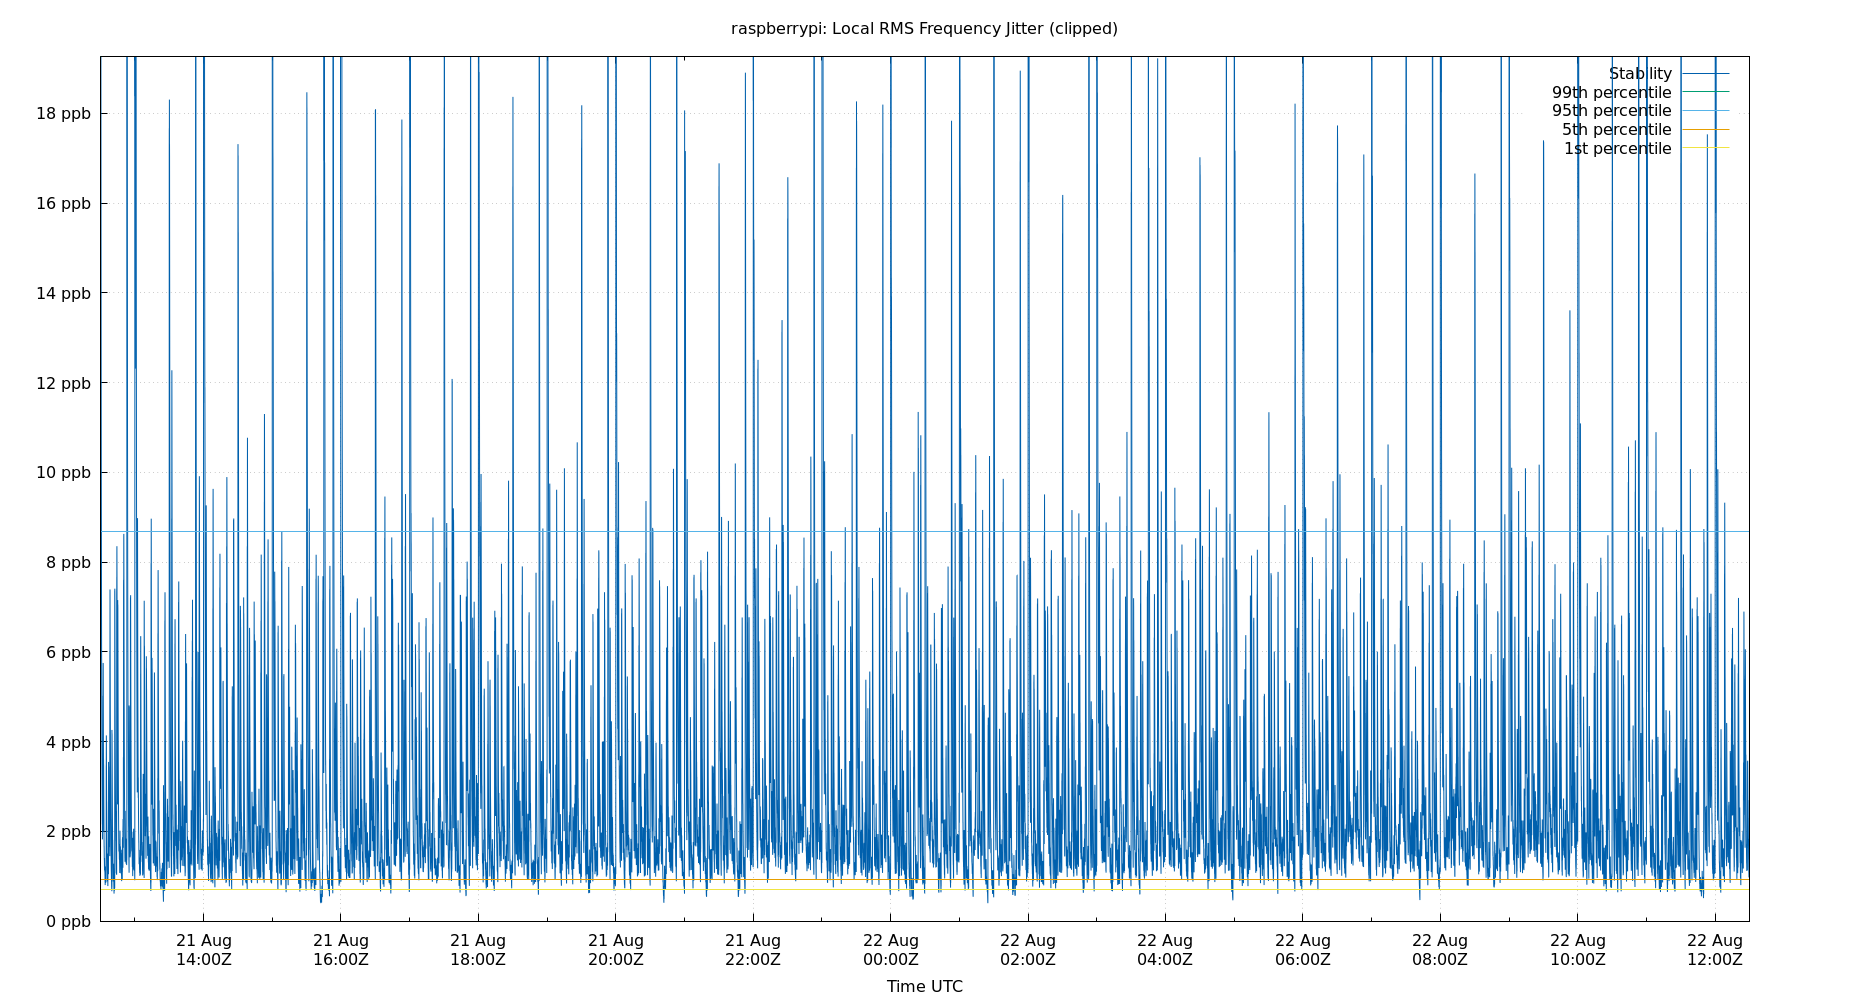 raspberrypi: Local RMS Frequency Jitter (clipped)
Stability
99th percentile
95th percentile
5th percentile
1st percentile
18 ppb
16 ppb
14 ppb
12 ppb
10 ppb
8 ppb
6 ppb
4 ppb
2 ppb
0 ppb
21 Aug 21 Aug 21 Aug 21 Aug 21 Aug 22 Aug 22 Aug 22 Aug 22 Aug 22 Aug 22 Aug 22 Aug
14:00Z 16:00Z 18:00Z 20:00Z 22:00Z 00:00Z 02:00Z 04:00Z 06:00Z 08:00Z 10:00Z 12:00Z
Time UTC